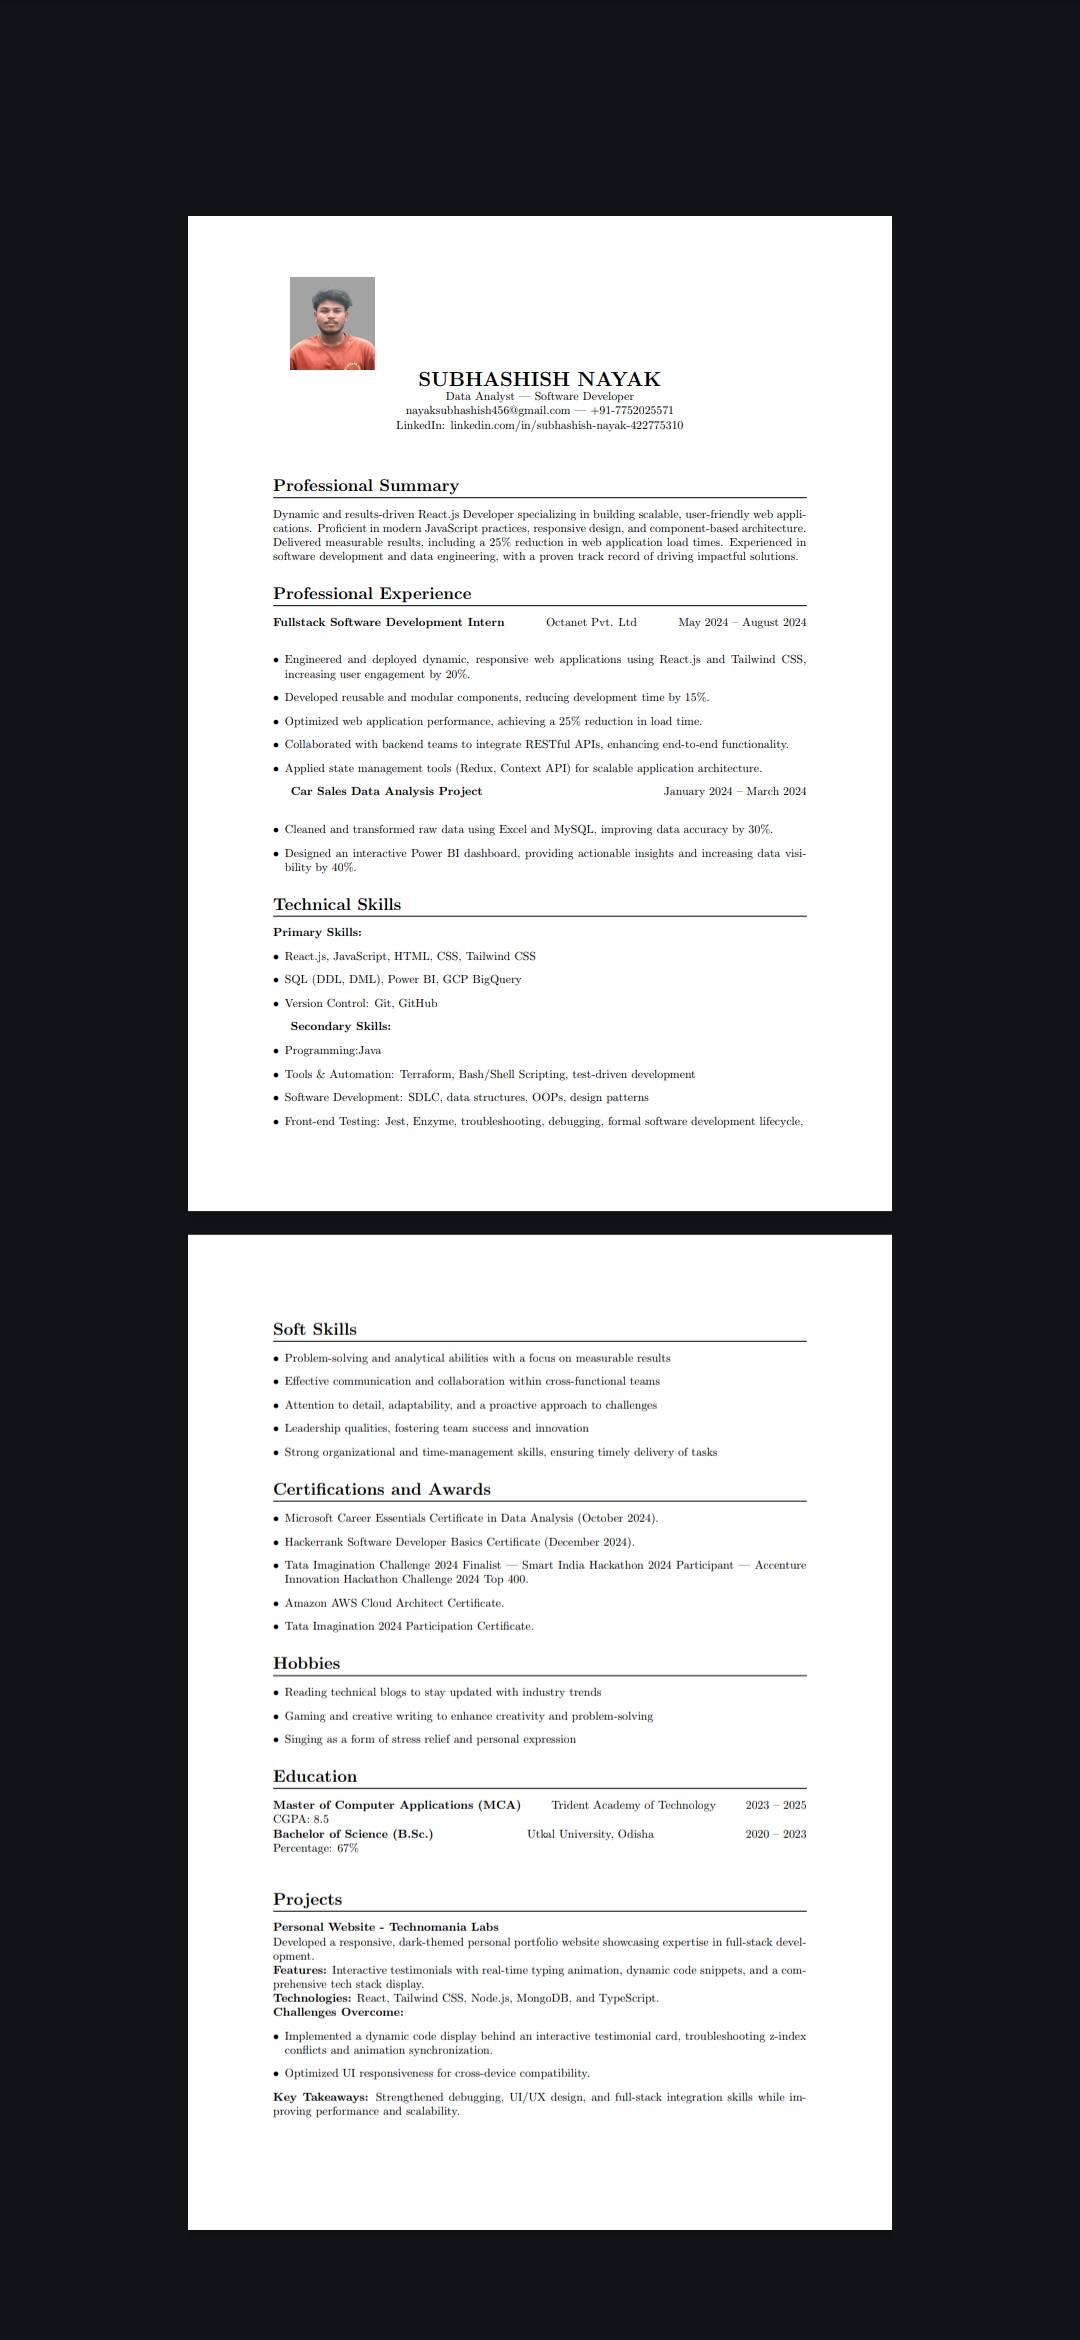 SUBHASHISH NAYAK
Data Analyst — Software Developer
nayaksubhashish456@gmail.com — +91-7752025571
LinkedIn: linkedin.com/in/subhashish-nayak-422775310
Professional Summary
Dynamic and results-driven React.js Developer specializing in building scalable, user-friendly web appli-
cations. Proficient in modern JavaScript practices, responsive design, and component-based architecture.
Delivered measurable results, including a 25% reduction in web application load times. Experienced in
software development and data engineering, with a proven track record of driving impactful solutions.
Professional Experience
Fullstack Software Development Intern Octanet Pvt. Ltd May 2024 – August 2024
• Engineered and deployed dynamic, responsive web applications using React.js and Tailwind CSS,
increasing user engagement by 20%.
• Developed reusable and modular components, reducing development time by 15%.
• Optimized web application performance, achieving a 25% reduction in load time.
• Collaborated with backend teams to integrate RESTful APIs, enhancing end-to-end functionality.
• Applied state management tools (Redux, Context API) for scalable application architecture.
Car Sales Data Analysis Project January 2024 – March 2024
• Cleaned and transformed raw data using Excel and MySQL, improving data accuracy by 30%.
• Designed an interactive Power BI dashboard, providing actionable insights and increasing data visi-
bility by 40%.
Technical Skills
Primary Skills:
• React.js, JavaScript, HTML, CSS, Tailwind CSS
• SQL (DDL, DML), Power BI, GCP BigQuery
• Version Control: Git, GitHub
Secondary Skills:
• Programming:Java
• Tools & Automation: Terraform, Bash/Shell Scripting, test-driven development
• Software Development: SDLC, data structures, OOPs, design patterns
• Front-end Testing: Jest, Enzyme, troubleshooting, debugging, formal software development lifecycle,
Soft Skills
• Problem-solving and analytical abilities with a focus on measurable results
• Effective communication and collaboration within cross-functional teams
• Attention to detail, adaptability, and a proactive approach to challenges
• Leadership qualities, fostering team success and innovation
• Strong organizational and time-management skills, ensuring timely delivery of tasks
Certifications and Awards
• Microsoft Career Essentials Certificate in Data Analysis (October 2024).
• Hackerrank Software Developer Basics Certificate (December 2024).
• Tata Imagination Challenge 2024 Finalist — Smart India Hackathon 2024 Participant — Accenture
Innovation Hackathon Challenge 2024 Top 400.
• Amazon AWS Cloud Architect Certificate.
• Tata Imagination 2024 Participation Certificate.
Hobbies
• Reading technical blogs to stay updated with industry trends
• Gaming and creative writing to enhance creativity and problem-solving
• Singing as a form of stress relief and personal expression
Education
Master of Computer Applications (MCA) Trident Academy of Technology 2023 – 2025
CGPA: 8.5
Bachelor of Science (B.Sc.) Utkal University, Odisha 2020 – 2023
Percentage: 67%
Projects
Personal Website - Technomania Labs
Developed a responsive, dark-themed personal portfolio website showcasing expertise in full-stack devel-
opment.
Features: Interactive testimonials with real-time typing animation, dynamic code snippets, and a com-
prehensive tech stack display.
Technologies: React, Tailwind CSS, Node.js, MongoDB, and TypeScript.
Challenges Overcome:
• Implemented a dynamic code display behind an interactive testimonial card, troubleshooting z-index
conflicts and animation synchronization.
• Optimized UI responsiveness for cross-device compatibility.
Key Takeaways: Strengthened debugging, UI/UX design, and full-stack integration skills while im-
proving performance and scalability.